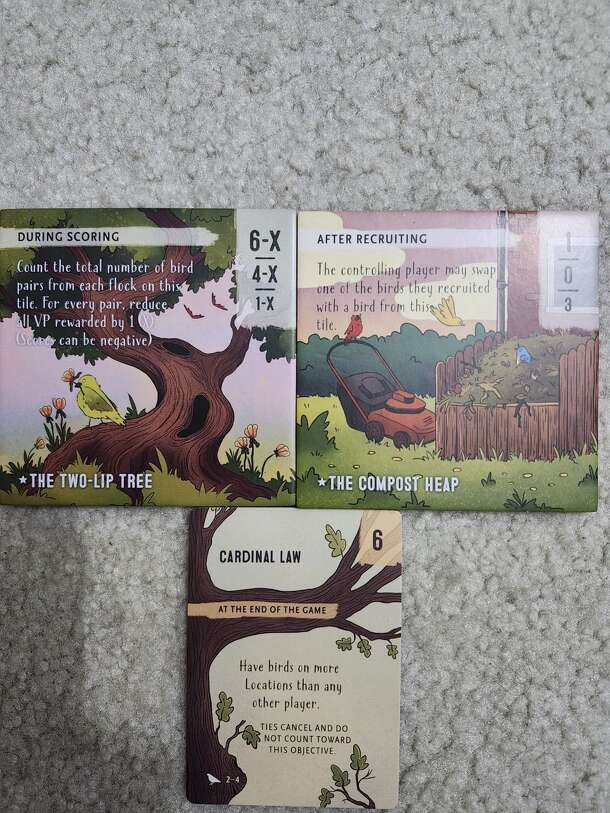 DURING SCORING
6-X
4-X
1-X
Count the total number of bird
pairs from each flock on this
tile. For every pair, reduce
all VP rewarded by 1 (X).
(Scores can be negative)
★THE TWO-LIP TREE
AFTER RECRUITING
1
0
3
The controlling player may swap
one of the birds they recruited
with a bird from this
tile.
★THE COMPOST HEAP
CARDINAL LAW
6
AT THE END OF THE GAME
Have birds on more
Locations than any
other player.
TIES CANCEL AND DO
NOT COUNT TOWARD
THIS OBJECTIVE.
2-4